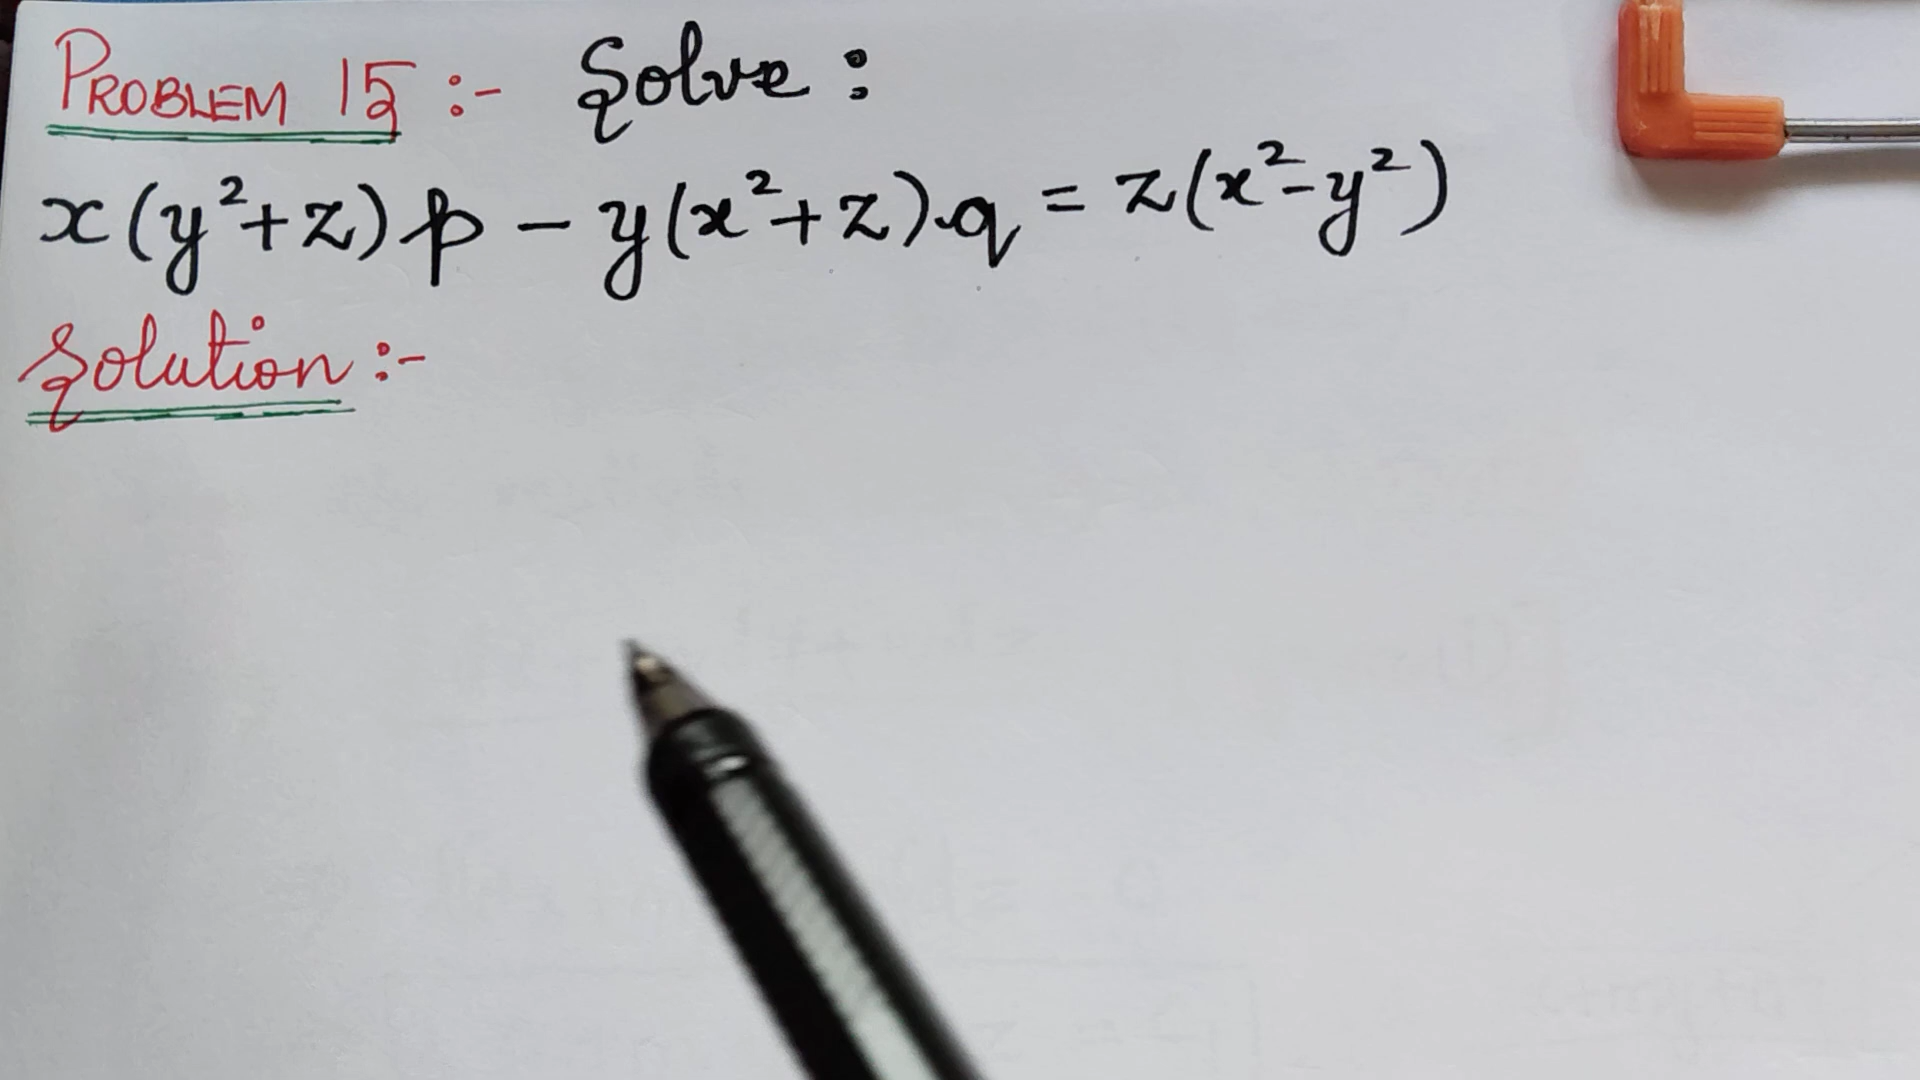 PROBLEM 15 :- Solve :
x(y²+z)p - y(x²+z).q = z(x²-y²)
Solution :-